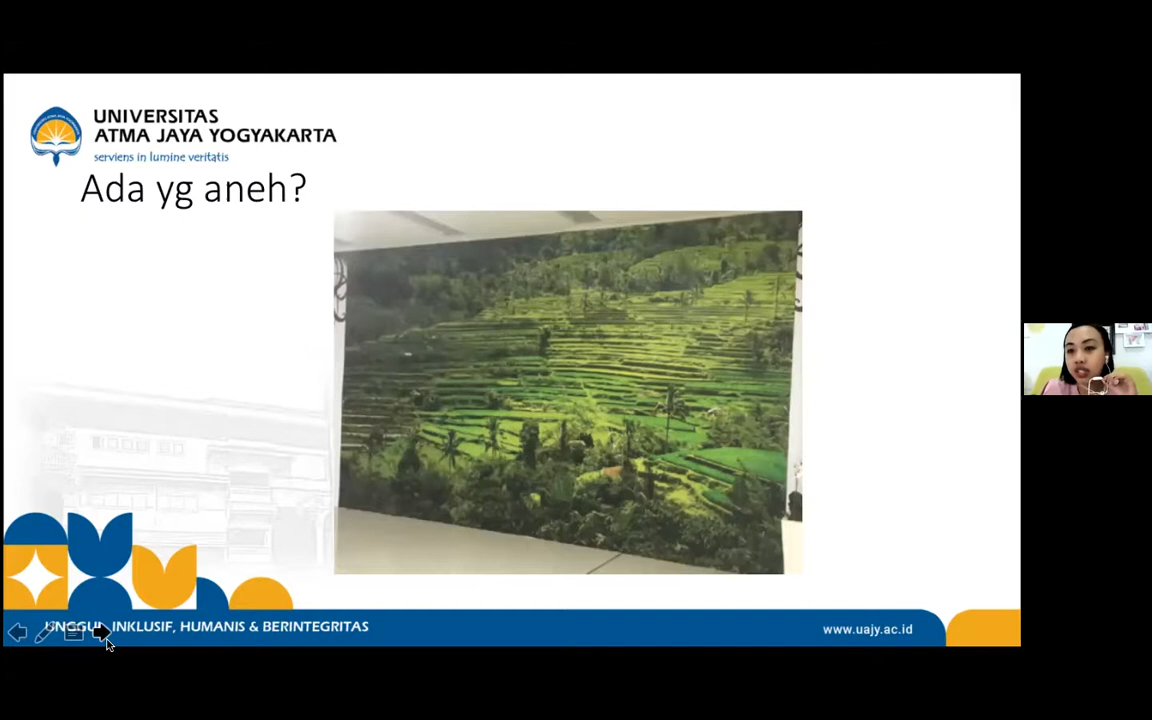 UNIVERSITAS
ATMA JAYA YOGYAKARTA
serviens in lumine veritatis
Ada yg aneh?
UNGGUL, INKLUSIF, HUMANIS & BERINTEGRITAS
www.uajy.ac.id